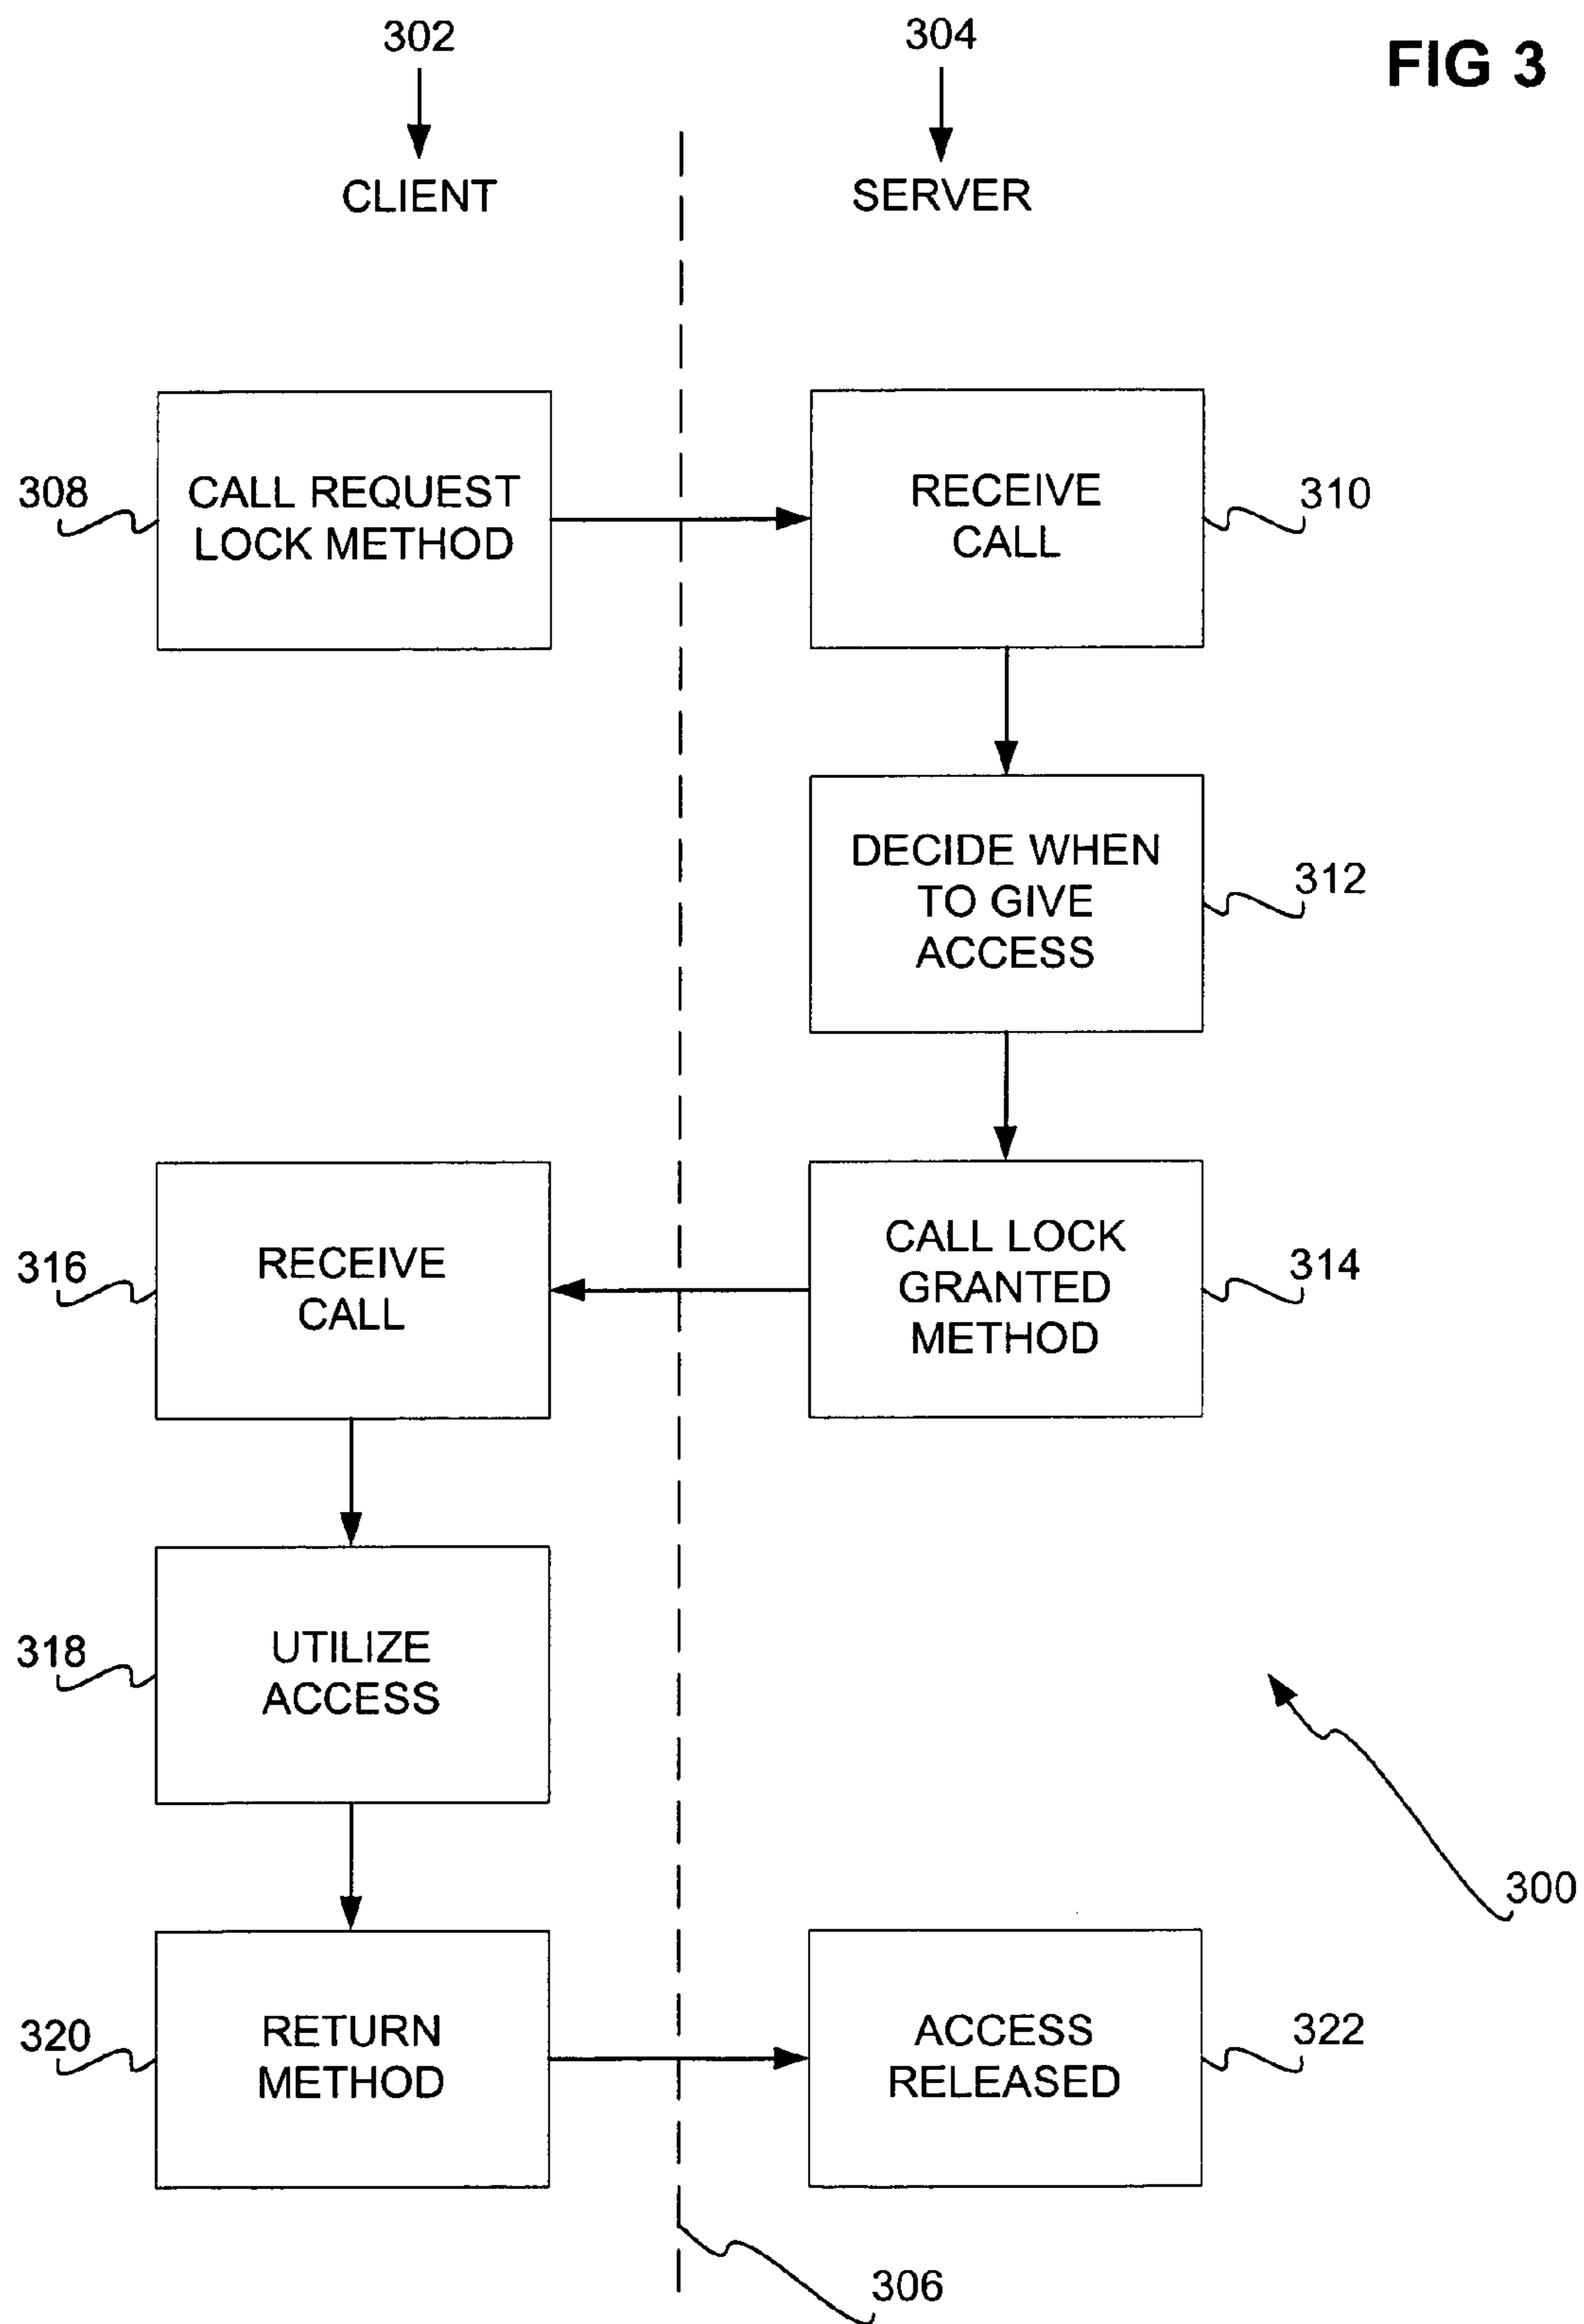 302
304
FIG 3
CLIENT
SERVER
308
CALL REQUEST
LOCK METHOD
RECEIVE
CALL
310
DECIDE WHEN
TO GIVE
ACCESS
312
316
RECEIVE
CALL
CALL LOCK
GRANTED
METHOD
314
318
UTILIZE
ACCESS
300
320
RETURN
METHOD
ACCESS
RELEASED
322
306